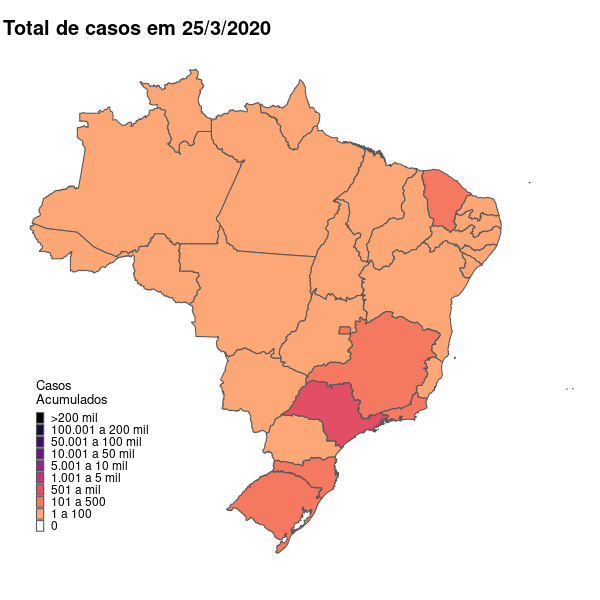 Total de casos em 25/3/2020
Casos
Acumulados
>200 mil
100.001 a 200 mil
50.001 a 100 mil
10.001 a 50 mil
5.001 a 10 mil
1.001 a 5 mil
501 a mil
101 a 500
1 a 100
0